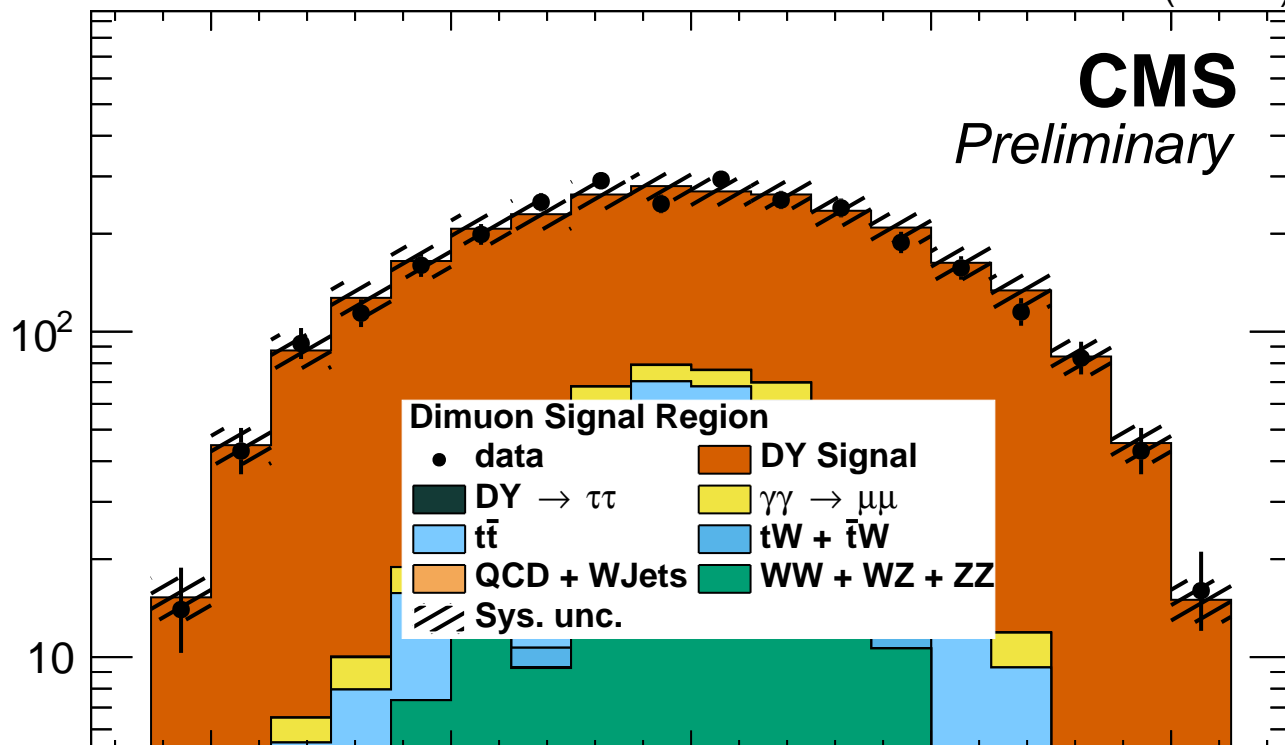 CMS
Preliminary
10²
Dimuon Signal Region
data
DY Signal
DY → ττ
γγ → μμ
tt̄
tW + t̄W
QCD + WJets
WW + WZ + ZZ
Sys. unc.
10